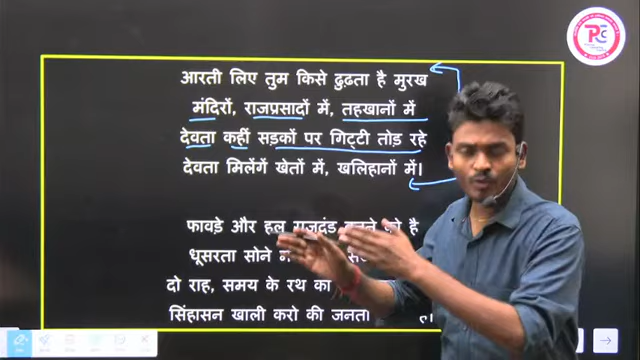 आरती लिए तुम किसे ढुढ़ता है मुरख
मंदिरों, राजप्रसादों में, तहखानों में
देवता कहीं सड़कों पर गिट्टी तोड़ रहे
देवता मिलेंगें खेतों में, खलिहानों में।
फावड़े और हल राजदंड बनने को है
धूसरता सोने
दो राह, समय के रथ का
सिंहासन खाली करो की जनता